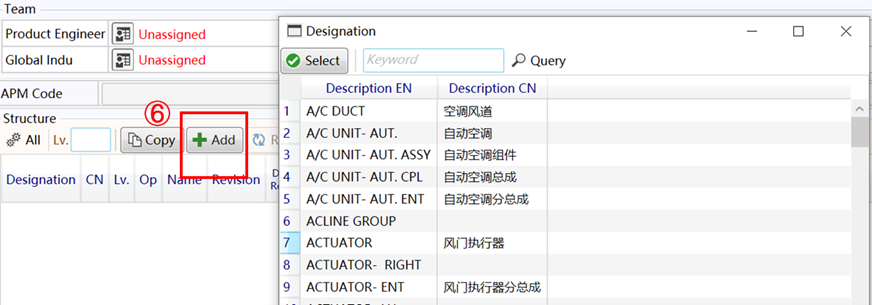 Team
Product Engineer Unassigned
Global Indu Unassigned
APM Code
⑥
Structure
All Lv. Copy Add R
Designation CN Lv. Op Name Revision
Designation
Select Keyword Query
Description EN Description CN
1 A/C DUCT 空调风道
2 A/C UNIT- AUT. 自动空调
3 A/C UNIT- AUT. ASSY 自动空调组件
4 A/C UNIT- AUT. CPL 自动空调总成
5 A/C UNIT- AUT. ENT 自动空调分总成
6 ACLINE GROUP
7 ACTUATOR 风门执行器
8 ACTUATOR- RIGHT
9 ACTUATOR- ENT 风门执行器分总成